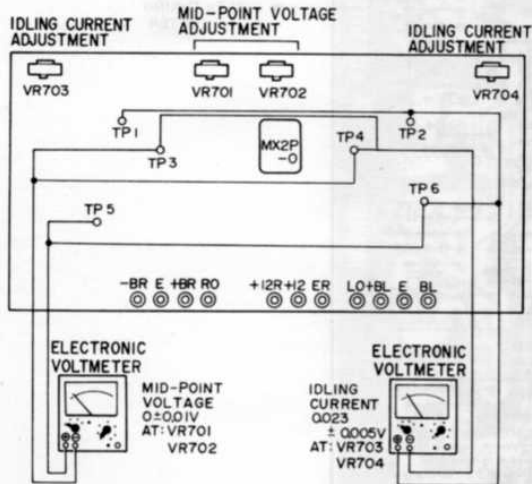 IDLING CURRENT
ADJUSTMENT
MID-POINT VOLTAGE
ADJUSTMENT
IDLING CURRENT
ADJUSTMENT
VR703
VR701
VR702
VR704
TP1
TP2
TP3
MX2P
-0
TP4
TP5
TP6
-BR E +BR RO
+12R +12 ER
LO +BL E BL
ELECTRONIC
VOLTMETER
MID-POINT
VOLTAGE
0±0.01V
AT: VR701
VR702
ELECTRONIC
VOLTMETER
IDLING
CURRENT
0.023
± 0.005V
AT: VR703
VR704